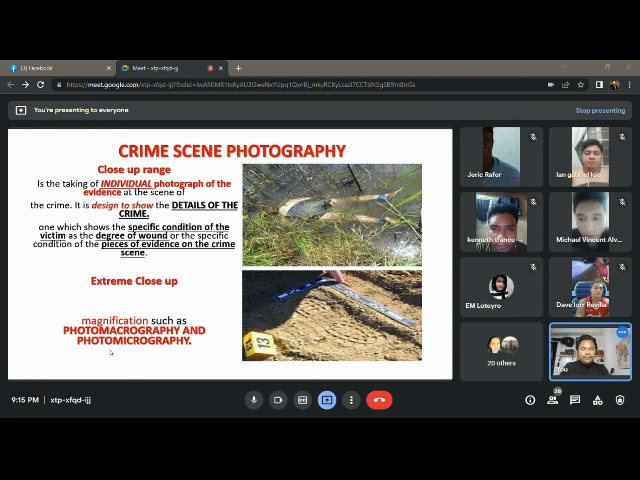 (3) Facebook
Meet - xtp-xfqd-ijj
You're presenting to everyone
Stop presenting
CRIME SCENE PHOTOGRAPHY
Close up range
Is the taking of INDIVIDUAL photograph of the
evidence at the scene of
the crime. It is design to show the DETAILS OF THE
CRIME.
one which shows the specific condition of the
victim as the degree of wound or the specific
condition of the pieces of evidence on the crime
scene.
Extreme Close up
magnification such as
PHOTOMACROGRAPHY AND
PHOTOMICROGRAPHY.
13
Jeric Rafer
kenneth
Michael Vincent Alv...
EM Loteyro
Dave lorr Revilla
20 others
You
9:15 PM
xtp-xfqd-ijj